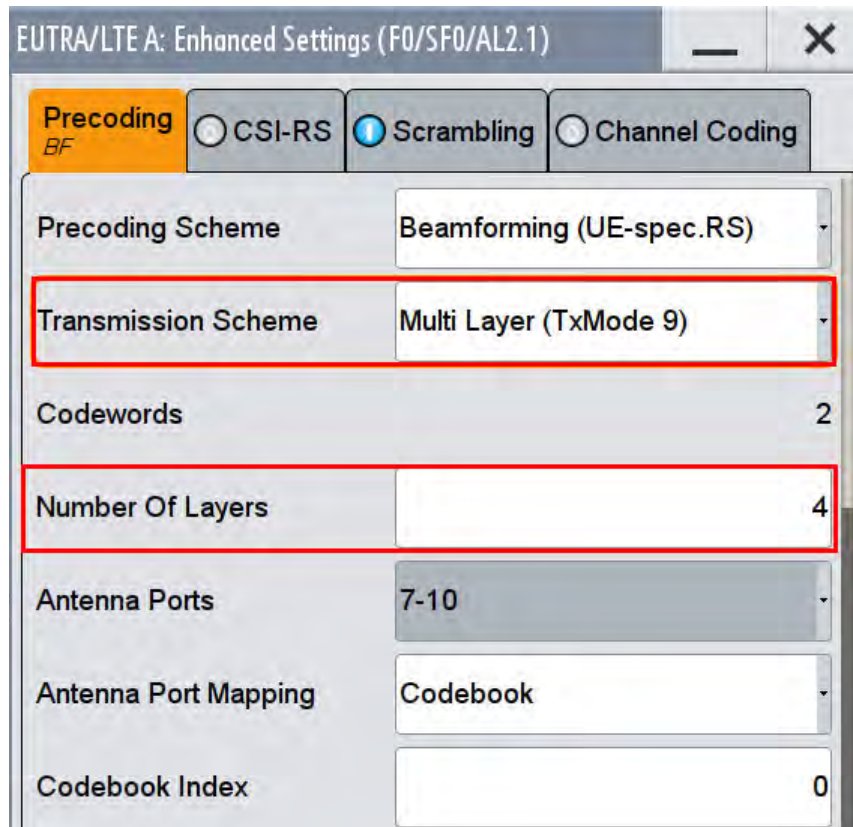 EUTRA/LTE A: Enhanced Settings (F0/SF0/AL2.1)
Precoding
BF
CSI-RS
Scrambling
Channel Coding
Precoding Scheme Beamforming (UE-spec.RS)
Transmission Scheme Multi Layer (TxMode 9)
Codewords 2
Number Of Layers 4
Antenna Ports 7-10
Antenna Port Mapping Codebook
Codebook Index 0